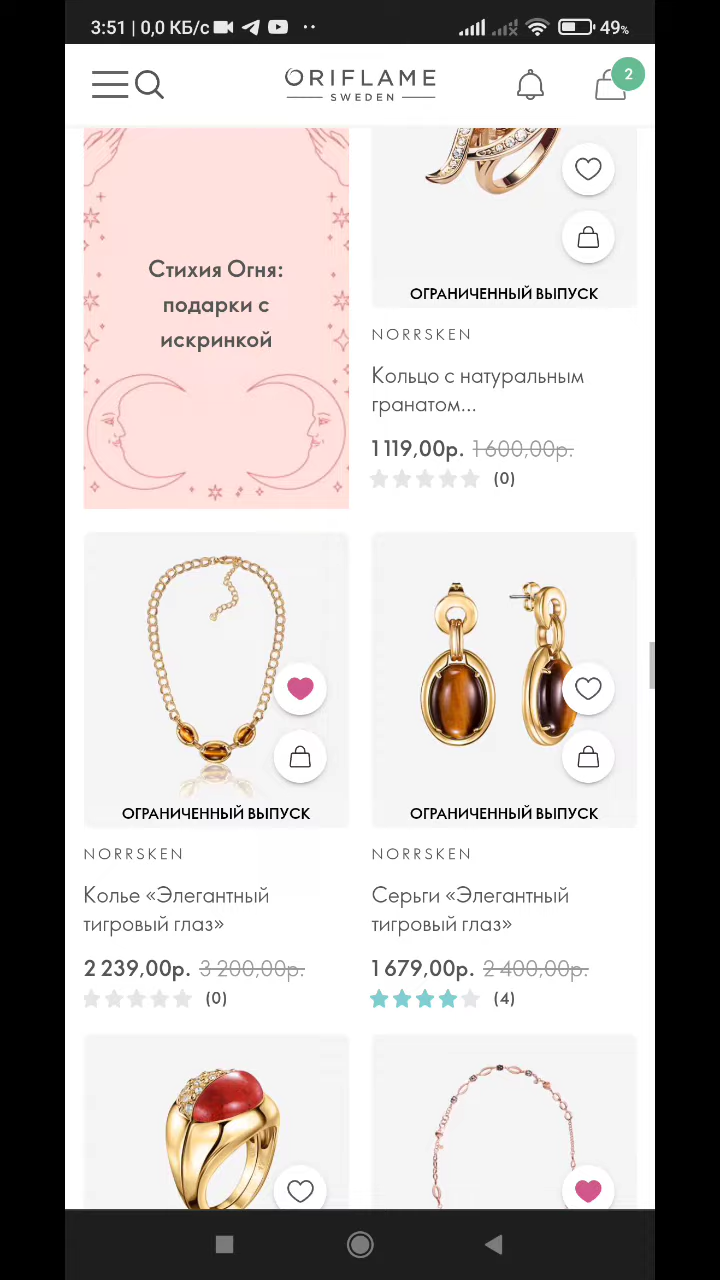 3:51 | 0,0 КБ/с
49%
ORIFLAME
SWEDEN
2
Стихия Огня:
подарки с
искринкой
ОГРАНИЧЕННЫЙ ВЫПУСК
NORRSKEN
Кольцо с натуральным
гранатом...
1 119,00р. 1 600,00р.
(0)
ОГРАНИЧЕННЫЙ ВЫПУСК
NORRSKEN
Колье «Элегантный
тигровый глаз»
2 239,00р. 3 200,00р.
(0)
ОГРАНИЧЕННЫЙ ВЫПУСК
NORRSKEN
Серьги «Элегантный
тигровый глаз»
1 679,00р. 2 400,00р.
(4)